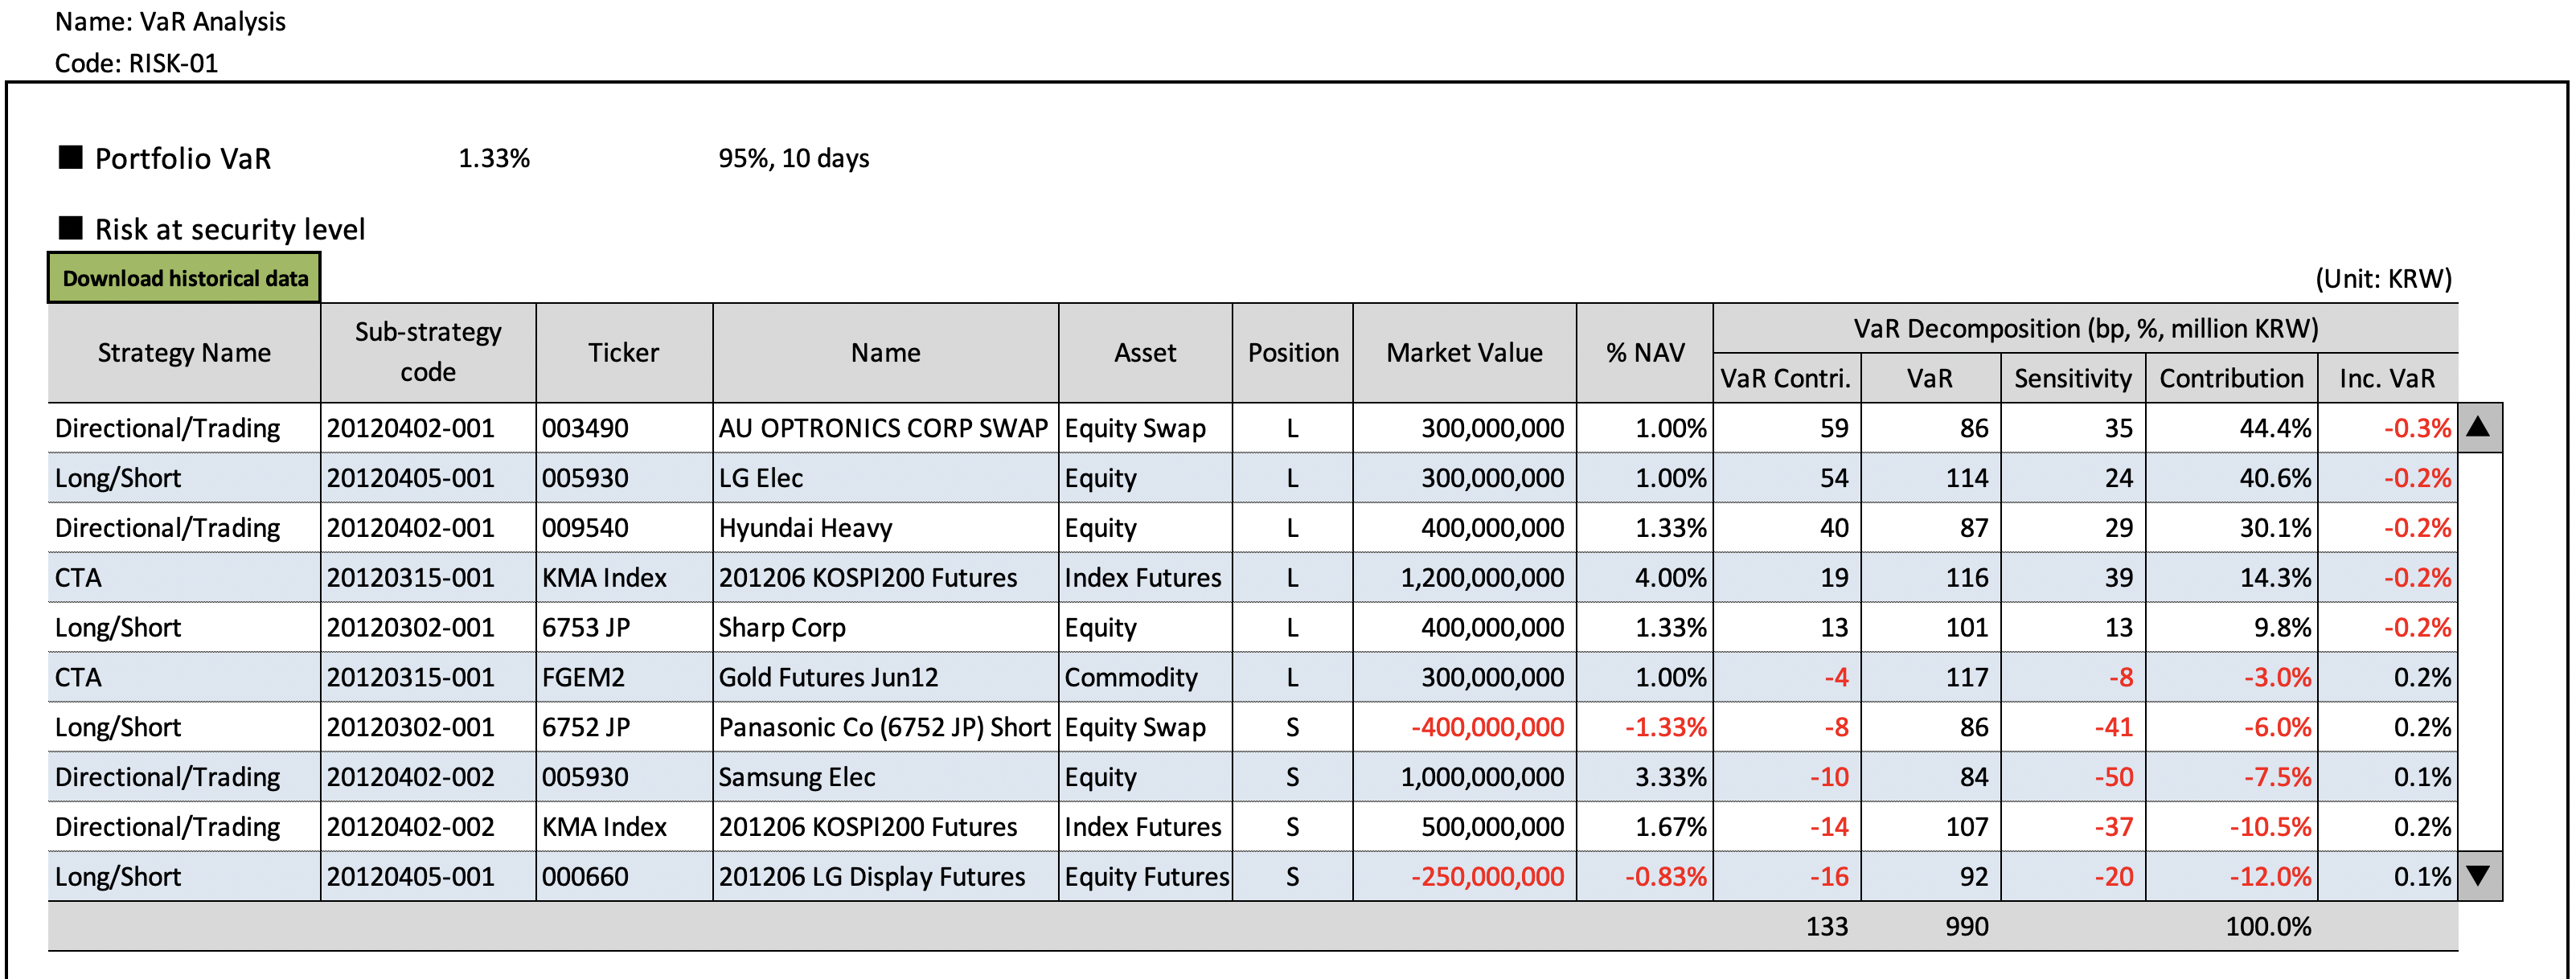 Name: VaR Analysis
Code: RISK-01
■ Portfolio VaR 1.33% 95%, 10 days
■ Risk at security level
Download historical data (Unit: KRW)
Strategy Name Sub-strategy code Ticker Name Asset Position Market Value % NAV VaR Decomposition (bp, %, million KRW)
VaR Contri. VaR Sensitivity Contribution Inc. VaR
Directional/Trading 20120402-001 003490 AU OPTRONICS CORP SWAP Equity Swap L 300,000,000 1.00% 59 86 35 44.4% -0.3% ▲
Long/Short 20120405-001 005930 LG Elec Equity L 300,000,000 1.00% 54 114 24 40.6% -0.2%
Directional/Trading 20120402-001 009540 Hyundai Heavy Equity L 400,000,000 1.33% 40 87 29 30.1% -0.2%
CTA 20120315-001 KMA Index 201206 KOSPI200 Futures Index Futures L 1,200,000,000 4.00% 19 116 39 14.3% -0.2%
Long/Short 20120302-001 6753 JP Sharp Corp Equity L 400,000,000 1.33% 13 101 13 9.8% -0.2%
CTA 20120315-001 FGEM2 Gold Futures Jun12 Commodity L 300,000,000 1.00% -4 117 -8 -3.0% 0.2%
Long/Short 20120302-001 6752 JP Panasonic Co (6752 JP) Short Equity Swap S -400,000,000 -1.33% -8 86 -41 -6.0% 0.2%
Directional/Trading 20120402-002 005930 Samsung Elec Equity S 1,000,000,000 3.33% -10 84 -50 -7.5% 0.1%
Directional/Trading 20120402-002 KMA Index 201206 KOSPI200 Futures Index Futures S 500,000,000 1.67% -14 107 -37 -10.5% 0.2%
Long/Short 20120405-001 000660 201206 LG Display Futures Equity Futures S -250,000,000 -0.83% -16 92 -20 -12.0% 0.1% ▼
133 990 100.0%